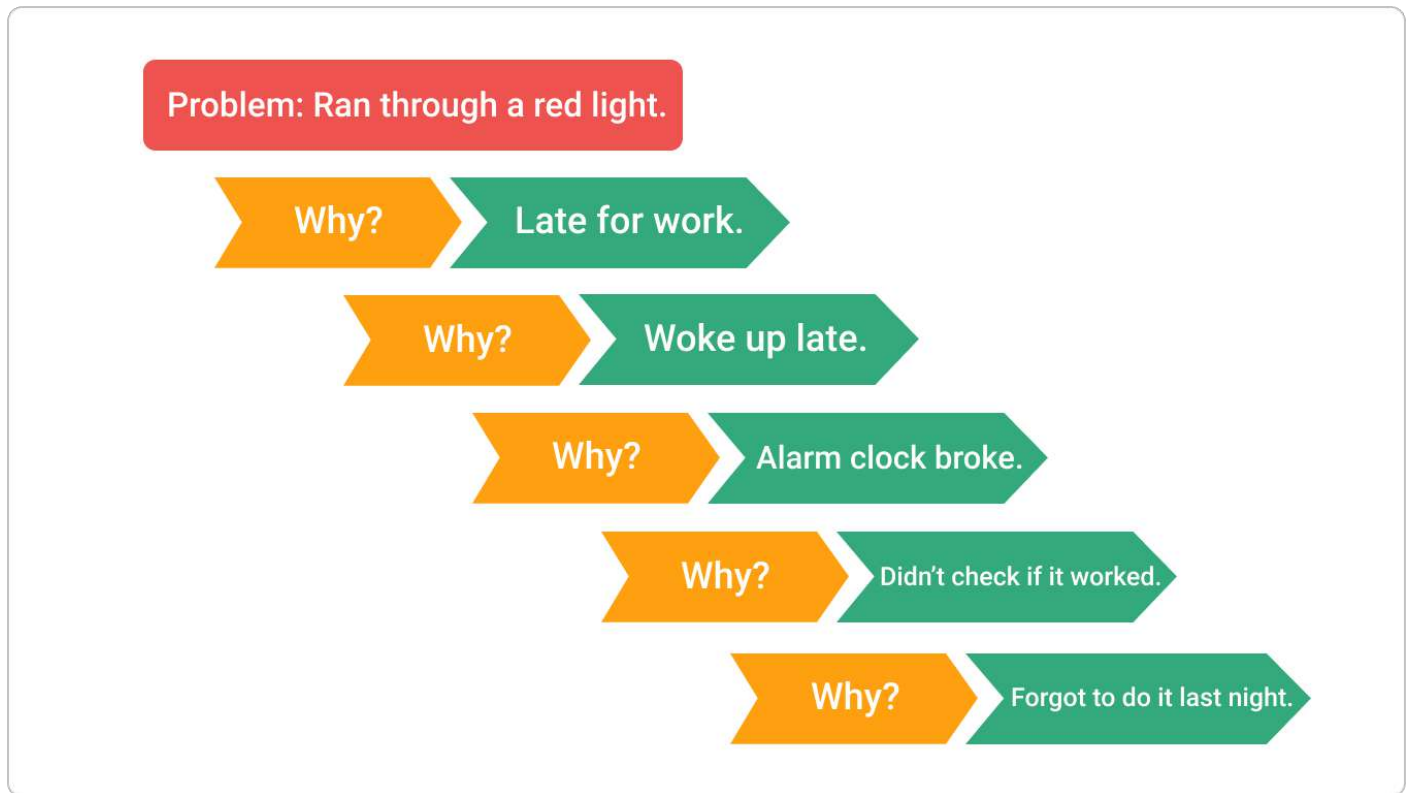 Problem: Ran through a red light.
Why?
Late for work.
Why?
Woke up late.
Why?
Alarm clock broke.
Why?
Didn’t check if it worked.
Why?
Forgot to do it last night.